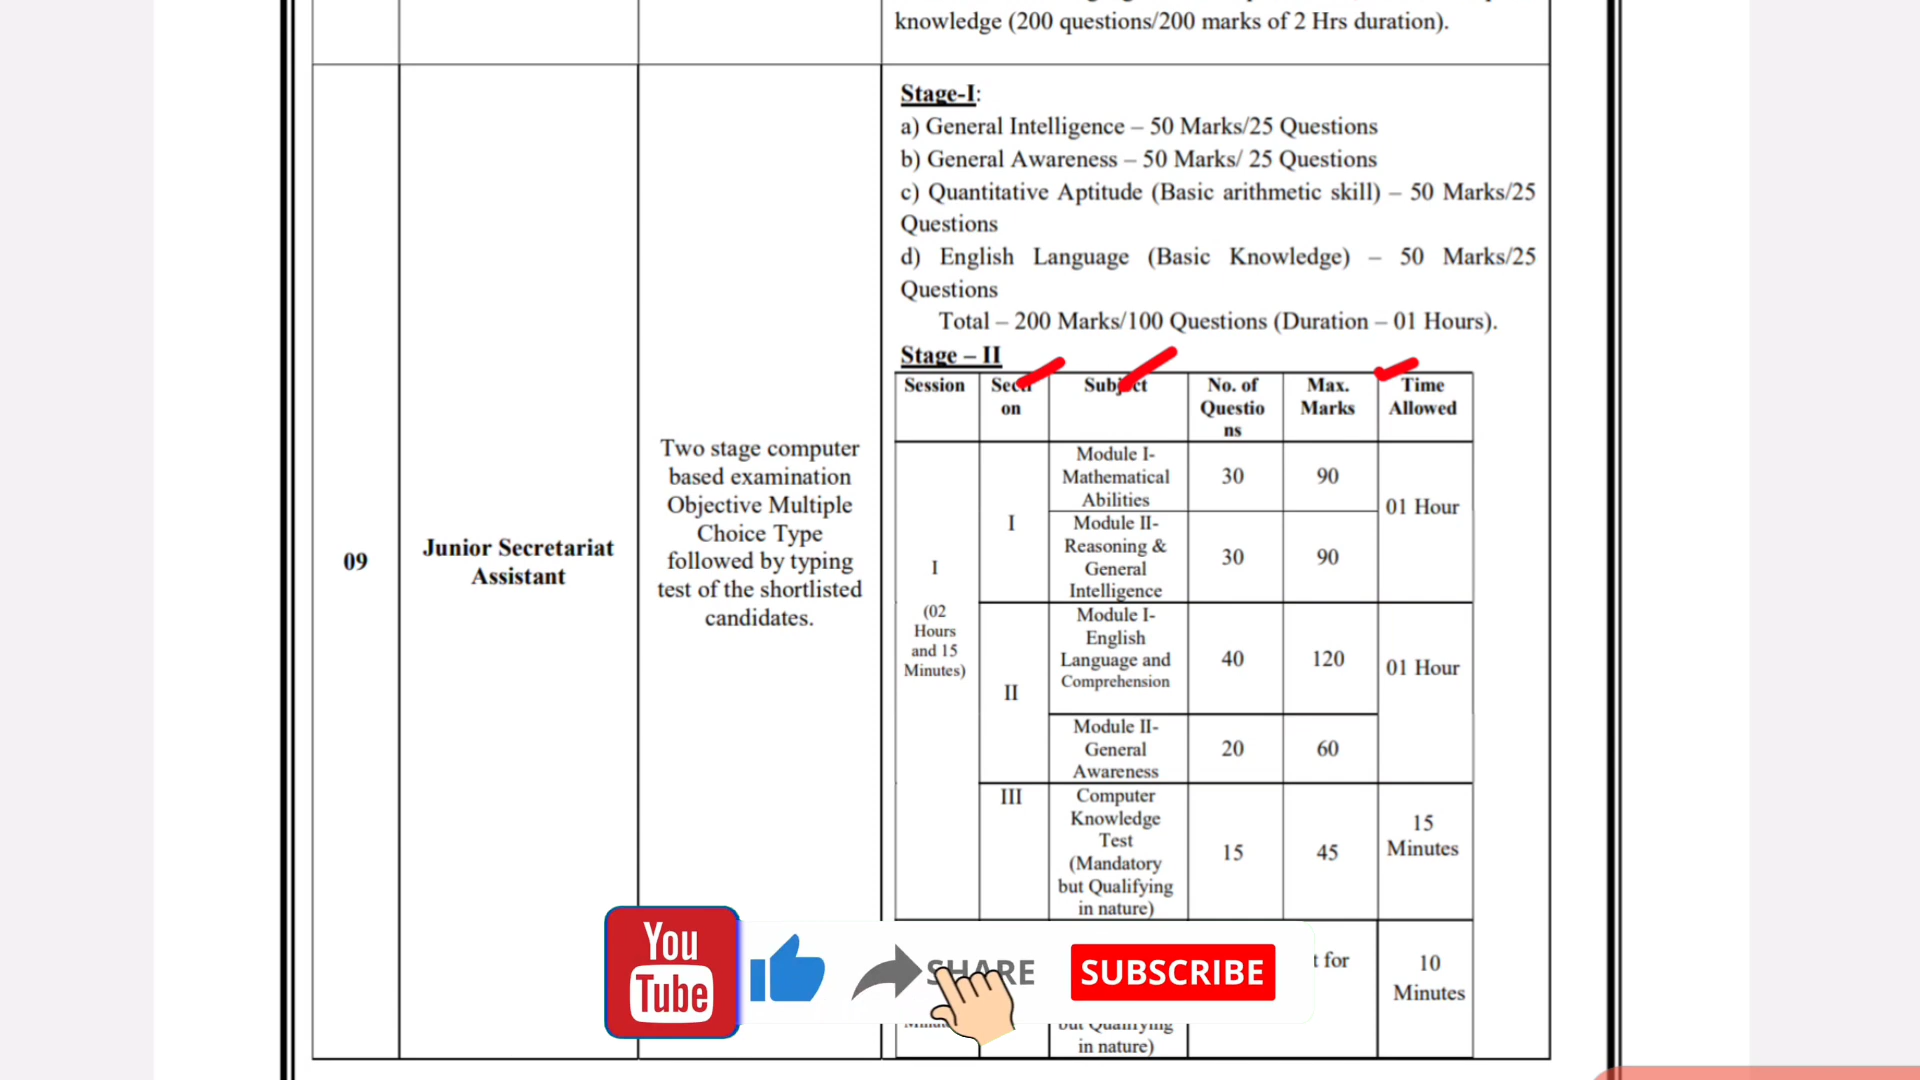 knowledge (200 questions/200 marks of 2 Hrs duration).
09
Junior Secretariat
Assistant
Two stage computer
based examination
Objective Multiple
Choice Type
followed by typing
test of the shortlisted
candidates.
Stage-I:
a) General Intelligence – 50 Marks/25 Questions
b) General Awareness – 50 Marks/ 25 Questions
c) Quantitative Aptitude (Basic arithmetic skill) – 50 Marks/25
Questions
d) English Language (Basic Knowledge) – 50 Marks/25
Questions
Total – 200 Marks/100 Questions (Duration – 01 Hours).
Stage – II
Session
Secti
on
Subject
No. of
Questio
ns
Max.
Marks
Time
Allowed
I
(02
Hours
and 15
Minutes)
I
Module I-
Mathematical
Abilities
30
90
01 Hour
Module II-
Reasoning &
General
Intelligence
30
90
II
Module I-
English
Language and
Comprehension
40
120
01 Hour
Module II-
General
Awareness
20
60
III
Computer
Knowledge
Test
(Mandatory
but Qualifying
in nature)
15
45
15
Minutes
t for
10
Minutes
but Qualifying
in nature)
You
Tube
SHARE
SUBSCRIBE